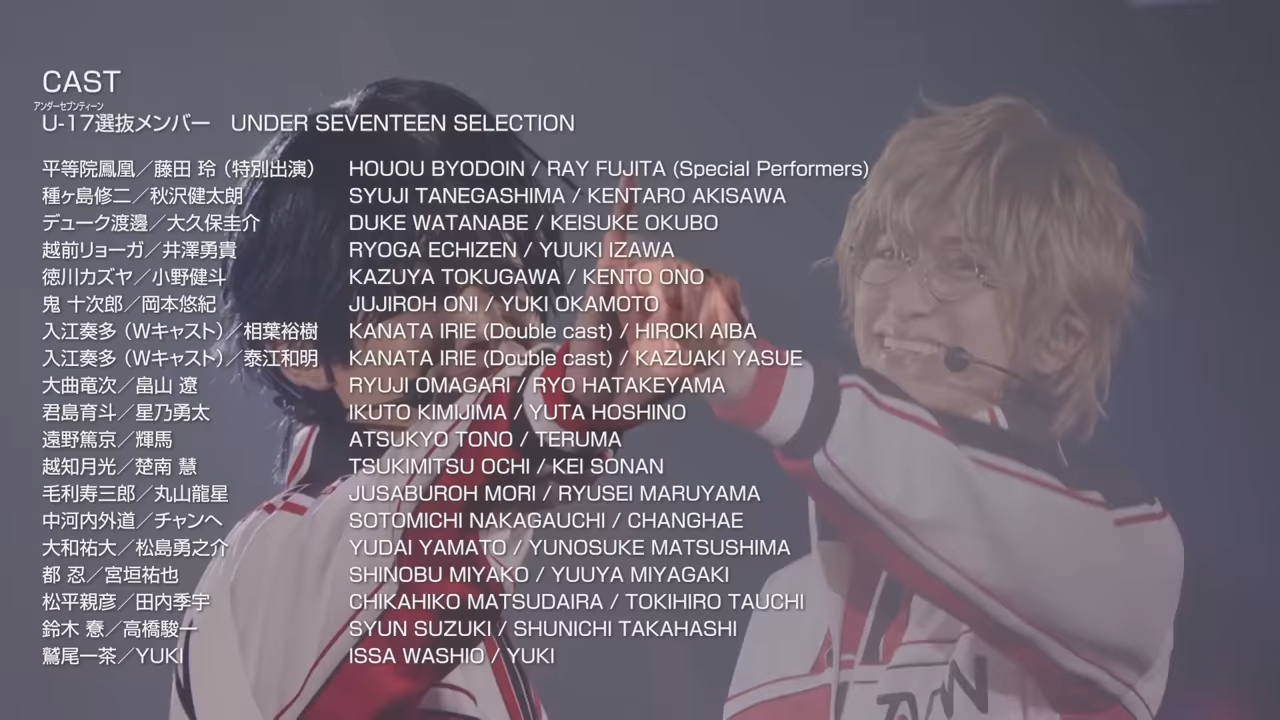 CAST
アンダーセブンティーン
U-17選抜メンバー UNDER SEVENTEEN SELECTION
平等院鳳凰／藤田 玲（特別出演） HOUOU BYODOIN / RAY FUJITA (Special Performers)
種ヶ島修二／秋沢健太朗 SYUJI TANEGASHIMA / KENTARO AKISAWA
デューク渡邊／大久保圭介 DUKE WATANABE / KEISUKE OKUBO
越前リョーガ／井澤勇貴 RYOGA ECHIZEN / YUUKI IZAWA
徳川カズヤ／小野健斗 KAZUYA TOKUGAWA / KENTO ONO
鬼 十次郎／岡本悠紀 JUJIROH ONI / YUKI OKAMOTO
入江奏多（Wキャスト）／相葉裕樹 KANATA IRIE (Double cast) / HIROKI AIBA
入江奏多（Wキャスト）／泰江和明 KANATA IRIE (Double cast) / KAZUAKI YASUE
大曲竜次／畠山 遼 RYUJI OMAGARI / RYO HATAKEYAMA
君島育斗／星乃勇太 IKUTO KIMIJIMA / YUTA HOSHINO
遠野篤京／輝馬 ATSUKYO TONO / TERUMA
越知月光／楚南 慧 TSUKIMITSU OCHI / KEI SONAN
毛利寿三郎／丸山龍星 JUSABUROH MORI / RYUSEI MARUYAMA
中河内外道／チャンヘ SOTOMICHI NAKAGAUCHI / CHANGHAE
大和祐大／松島勇之介 YUDAI YAMATO / YUNOSUKE MATSUSHIMA
都 忍／宮垣祐也 SHINOBU MIYAKO / YUUYA MIYAGAKI
松平親彦／田内季宇 CHIKAHIKO MATSUDAIRA / TOKIHIRO TAUCHI
鈴木 惷／高橋駿一 SYUN SUZUKI / SHUNICHI TAKAHASHI
鷲尾一茶／YUKI ISSA WASHIO / YUKI